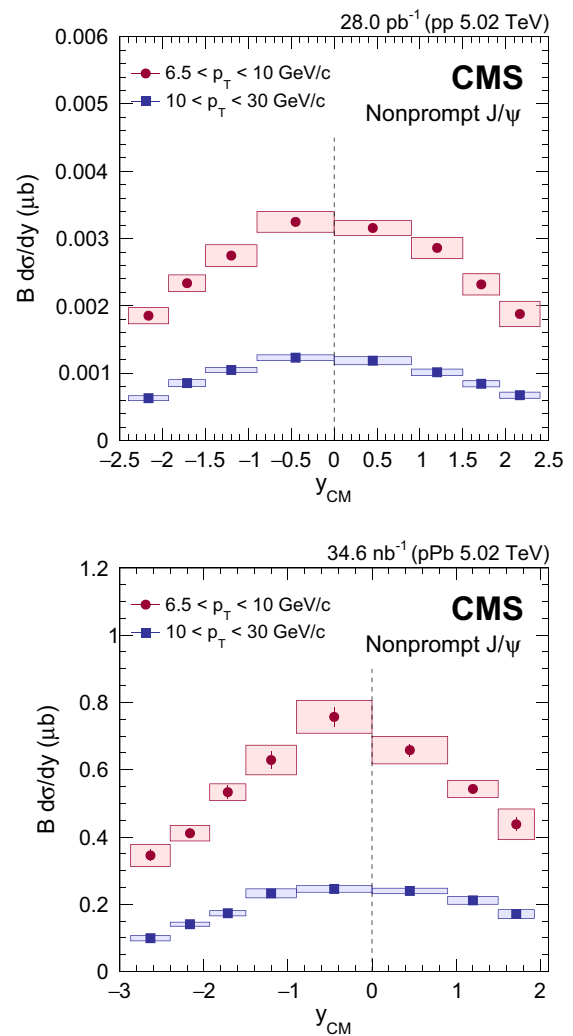 28.0 pb⁻¹ (pp 5.02 TeV)
0.006
6.5 < p_T < 10 GeV/c
CMS
10 < p_T < 30 GeV/c
Nonprompt J/ψ
0.005
0.004
0.003
0.002
0.001
0
B dσ/dy (μb)
−2.5 −2 −1.5 −1 −0.5 0 0.5 1 1.5 2 2.5
y_CM
34.6 nb⁻¹ (pPb 5.02 TeV)
1.2
6.5 < p_T < 10 GeV/c
CMS
10 < p_T < 30 GeV/c
Nonprompt J/ψ
1
0.8
0.6
0.4
0.2
0
B dσ/dy (μb)
−3 −2 −1 0 1 2
y_CM